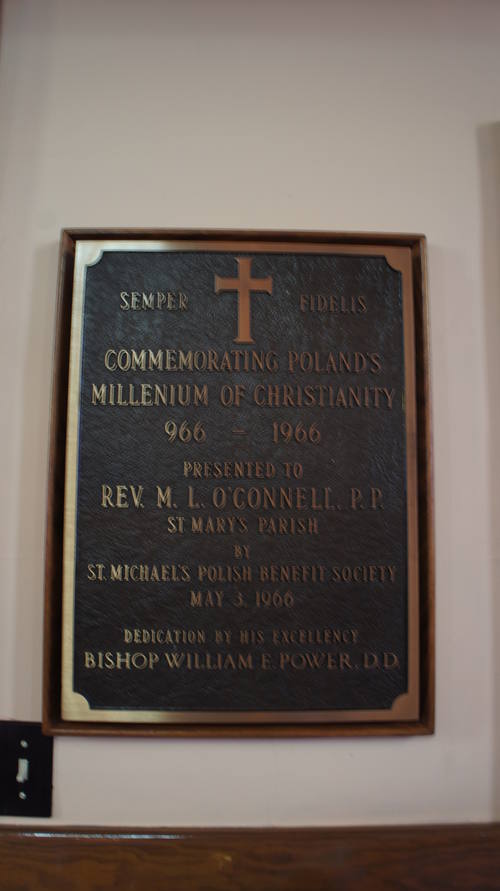 SEMPER FIDELIS
COMMEMORATING POLAND'S
MILLENIUM OF CHRISTIANITY
966 - 1966
PRESENTED TO
REV. M. L. O'CONNELL, P. P.
ST. MARY'S PARISH
BY
ST. MICHAEL'S POLISH BENEFIT SOCIETY
MAY 3, 1966
DEDICATION BY HIS EXCELLENCY
BISHOP WILLIAM E. POWER, D.D.